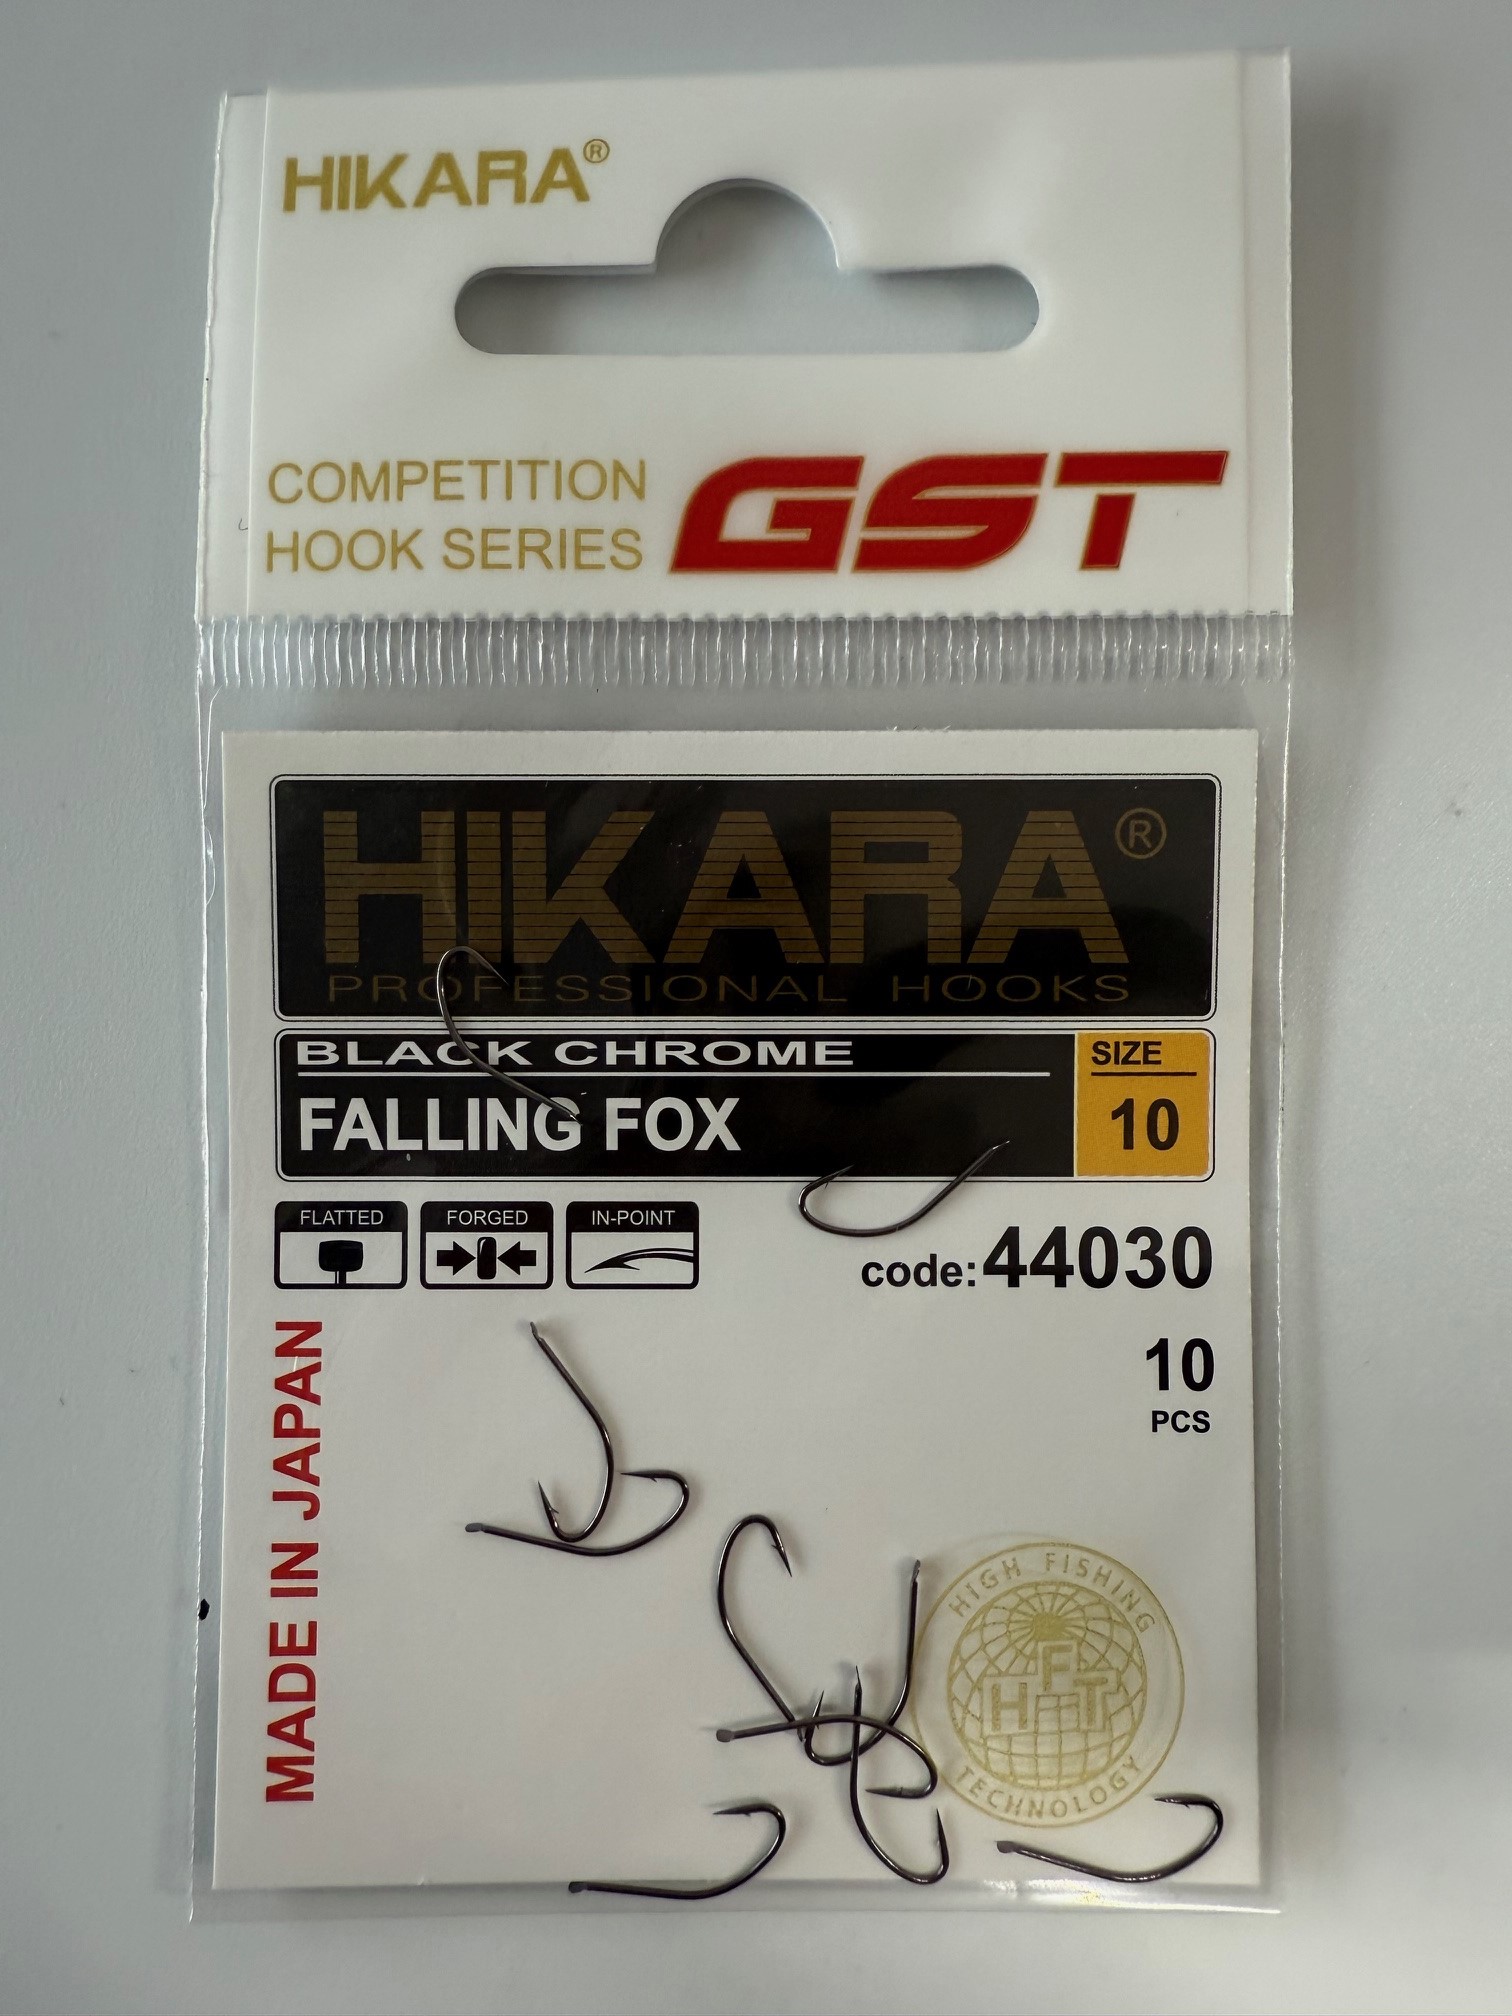 HIKARA®
COMPETITION
HOOK SERIES
GST
HIKARA®
PROFESSIONAL HOOKS
BLACK CHROME
FALLING FOX
SIZE
10
FLATTED
FORGED
IN-POINT
code: 44030
10
PCS
MADE IN JAPAN
HIGH FISHING
HFT
TECHNOLOGY